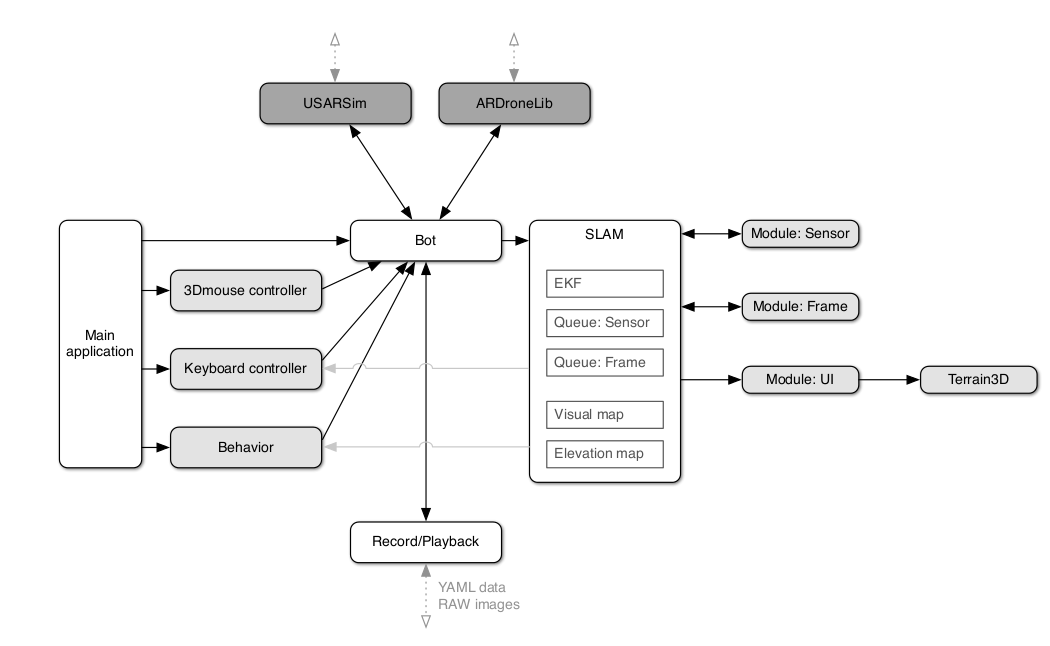 USARSim
ARDroneLib
Bot
SLAM
Module: Sensor
3Dmouse controller
EKF
Module: Frame
Queue: Sensor
Main
application
Keyboard controller
Queue: Frame
Module: UI
Terrain3D
Visual map
Behavior
Elevation map
Record/Playback
YAML data
RAW images